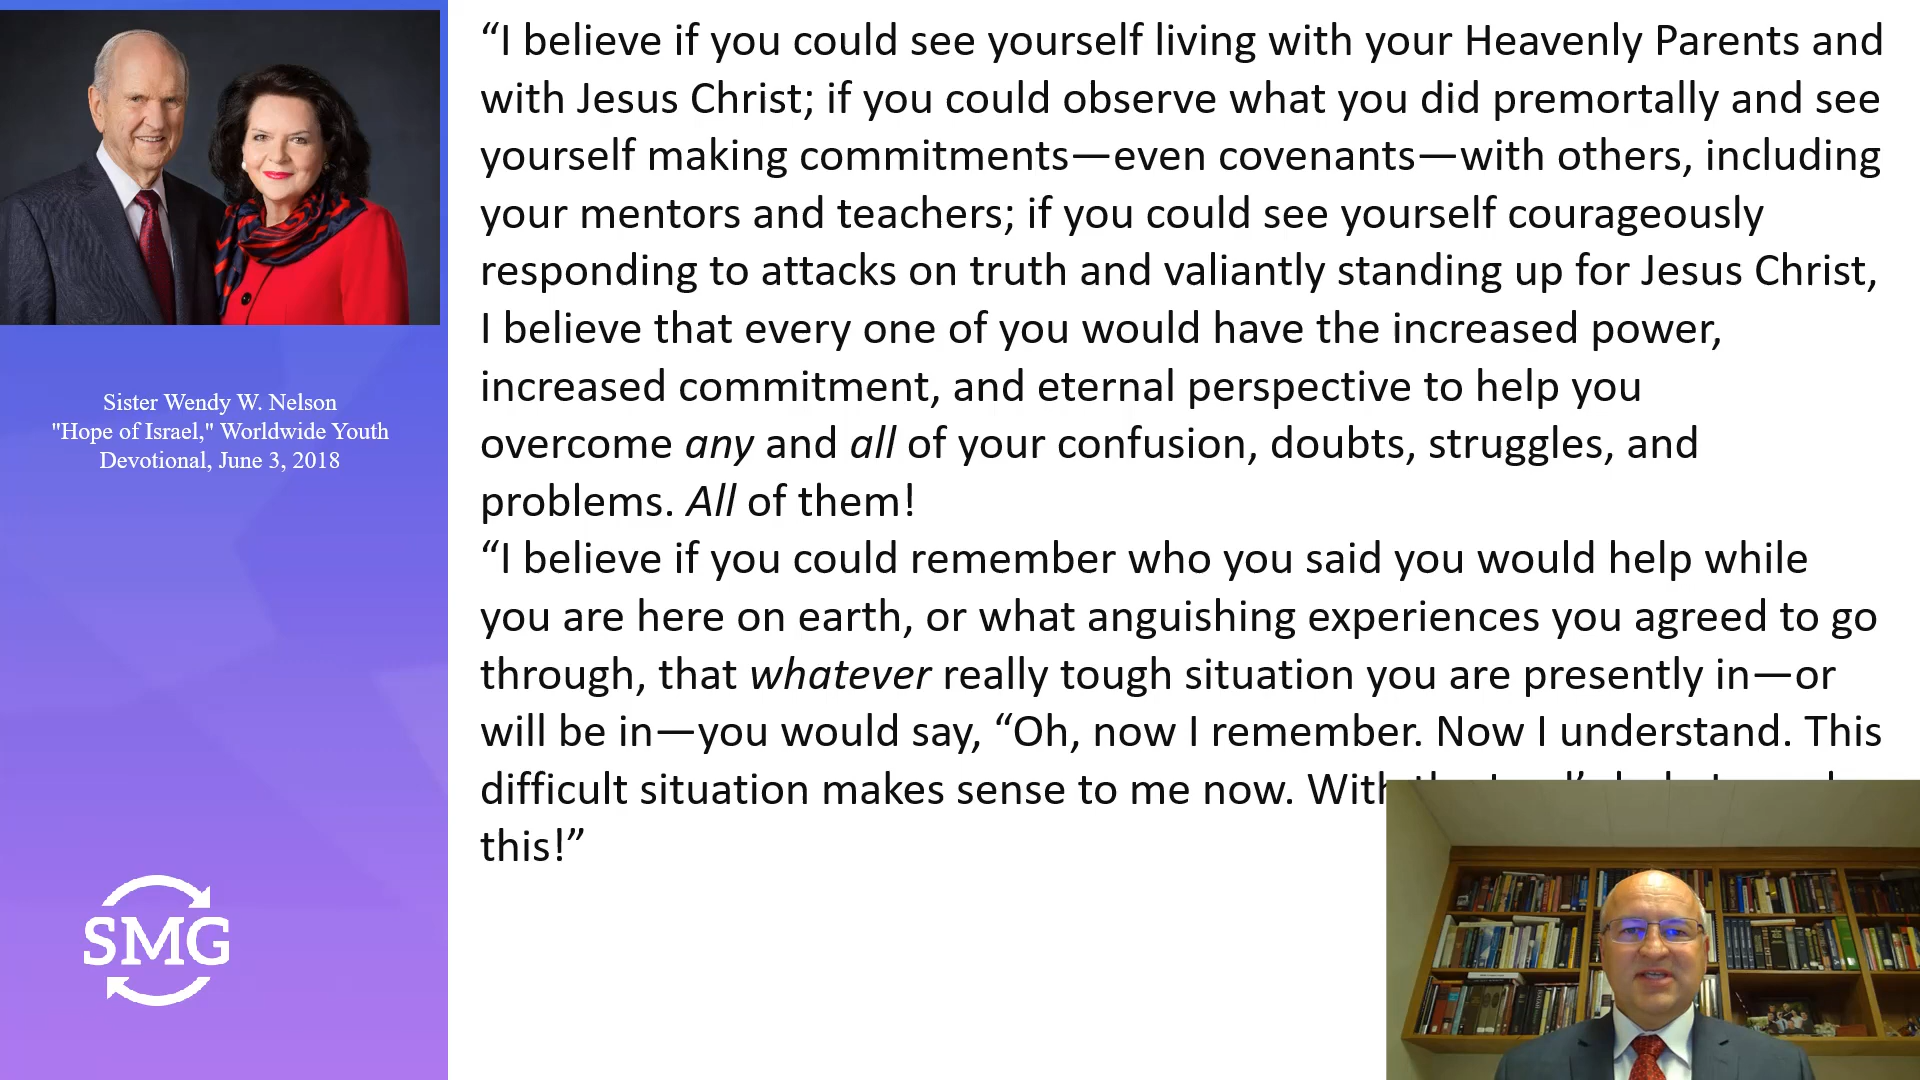 “I believe if you could see yourself living with your Heavenly Parents and
with Jesus Christ; if you could observe what you did premortally and see
yourself making commitments—even covenants—with others, including
your mentors and teachers; if you could see yourself courageously
responding to attacks on truth and valiantly standing up for Jesus Christ,
I believe that every one of you would have the increased power,
increased commitment, and eternal perspective to help you
overcome any and all of your confusion, doubts, struggles, and
problems. All of them!
“I believe if you could remember who you said you would help while
you are here on earth, or what anguishing experiences you agreed to go
through, that whatever really tough situation you are presently in—or
will be in—you would say, “Oh, now I remember. Now I understand. This
difficult situation makes sense to me now.
this!”
Sister Wendy W. Nelson
"Hope of Israel," Worldwide Youth
Devotional, June 3, 2018
SMG